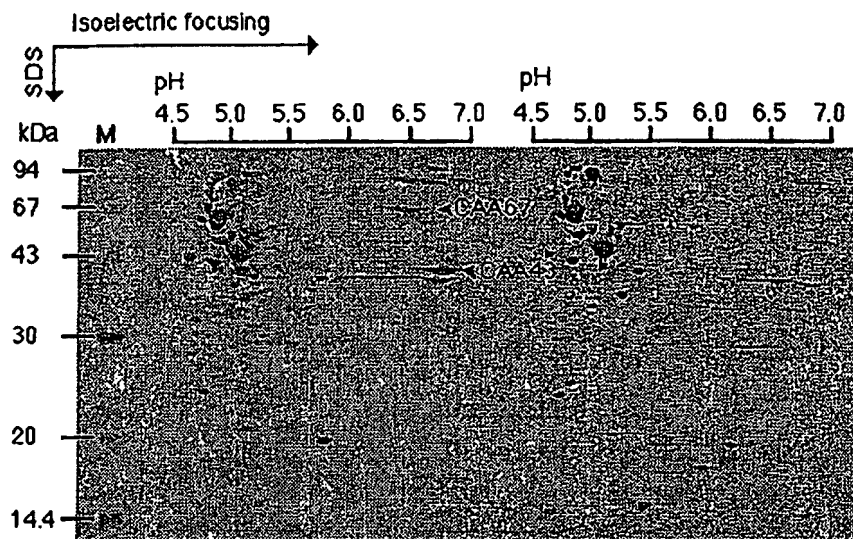 Isoelectric focusing
SDS
pH pH
4.5 5.0 5.5 6.0 6.5 7.0 4.5 5.0 5.5 6.0 6.5 7.0
kDa M
94
67 CAA67
43 CAA43
30
20
14.4